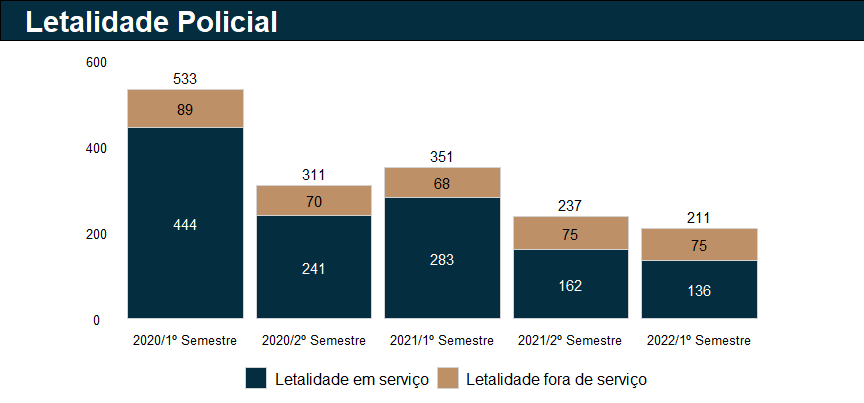 Letalidade Policial
600
400
200
0
533
89
444
311
70
241
351
68
283
237
75
162
211
75
136
2020/1º Semestre
2020/2º Semestre
2021/1º Semestre
2021/2º Semestre
2022/1º Semestre
Letalidade em serviço
Letalidade fora de serviço